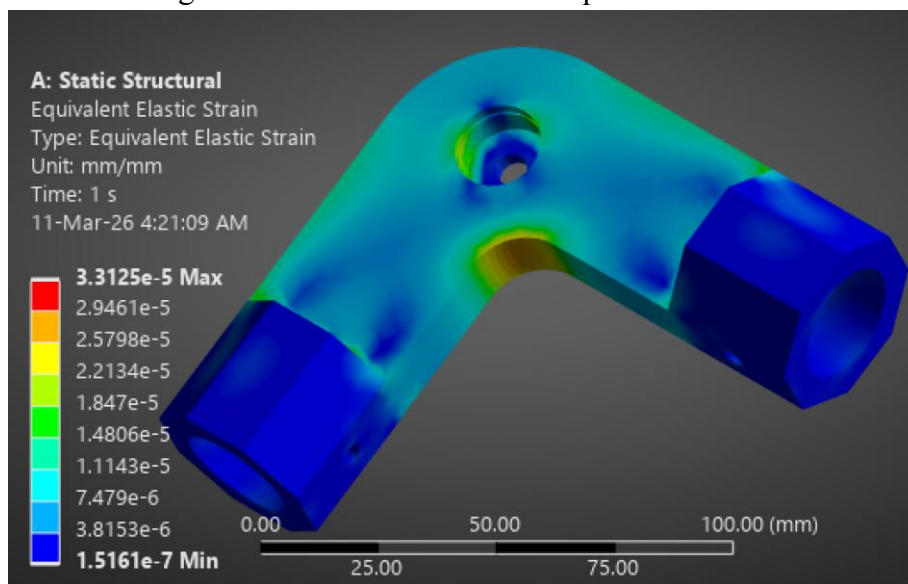 A: Static Structural
Equivalent Elastic Strain
Type: Equivalent Elastic Strain
Unit: mm/mm
Time: 1 s
11-Mar-26 4:21:09 AM
3.3125e-5 Max
2.9461e-5
2.5798e-5
2.2134e-5
1.847e-5
1.4806e-5
1.1143e-5
7.479e-6
3.8153e-6
1.5161e-7 Min
0.00 50.00 100.00 (mm)
25.00 75.00